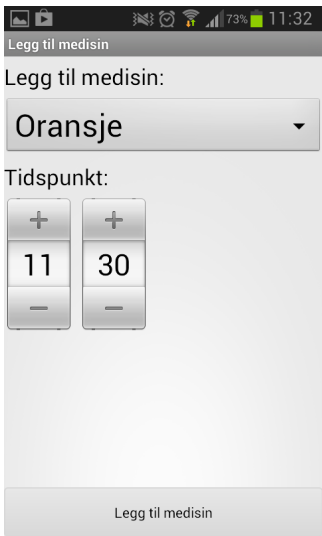 73% 11:32
Legg til medisin
Legg til medisin:
Oransje
Tidspunkt:
+ +
11 30
− −
Legg til medisin